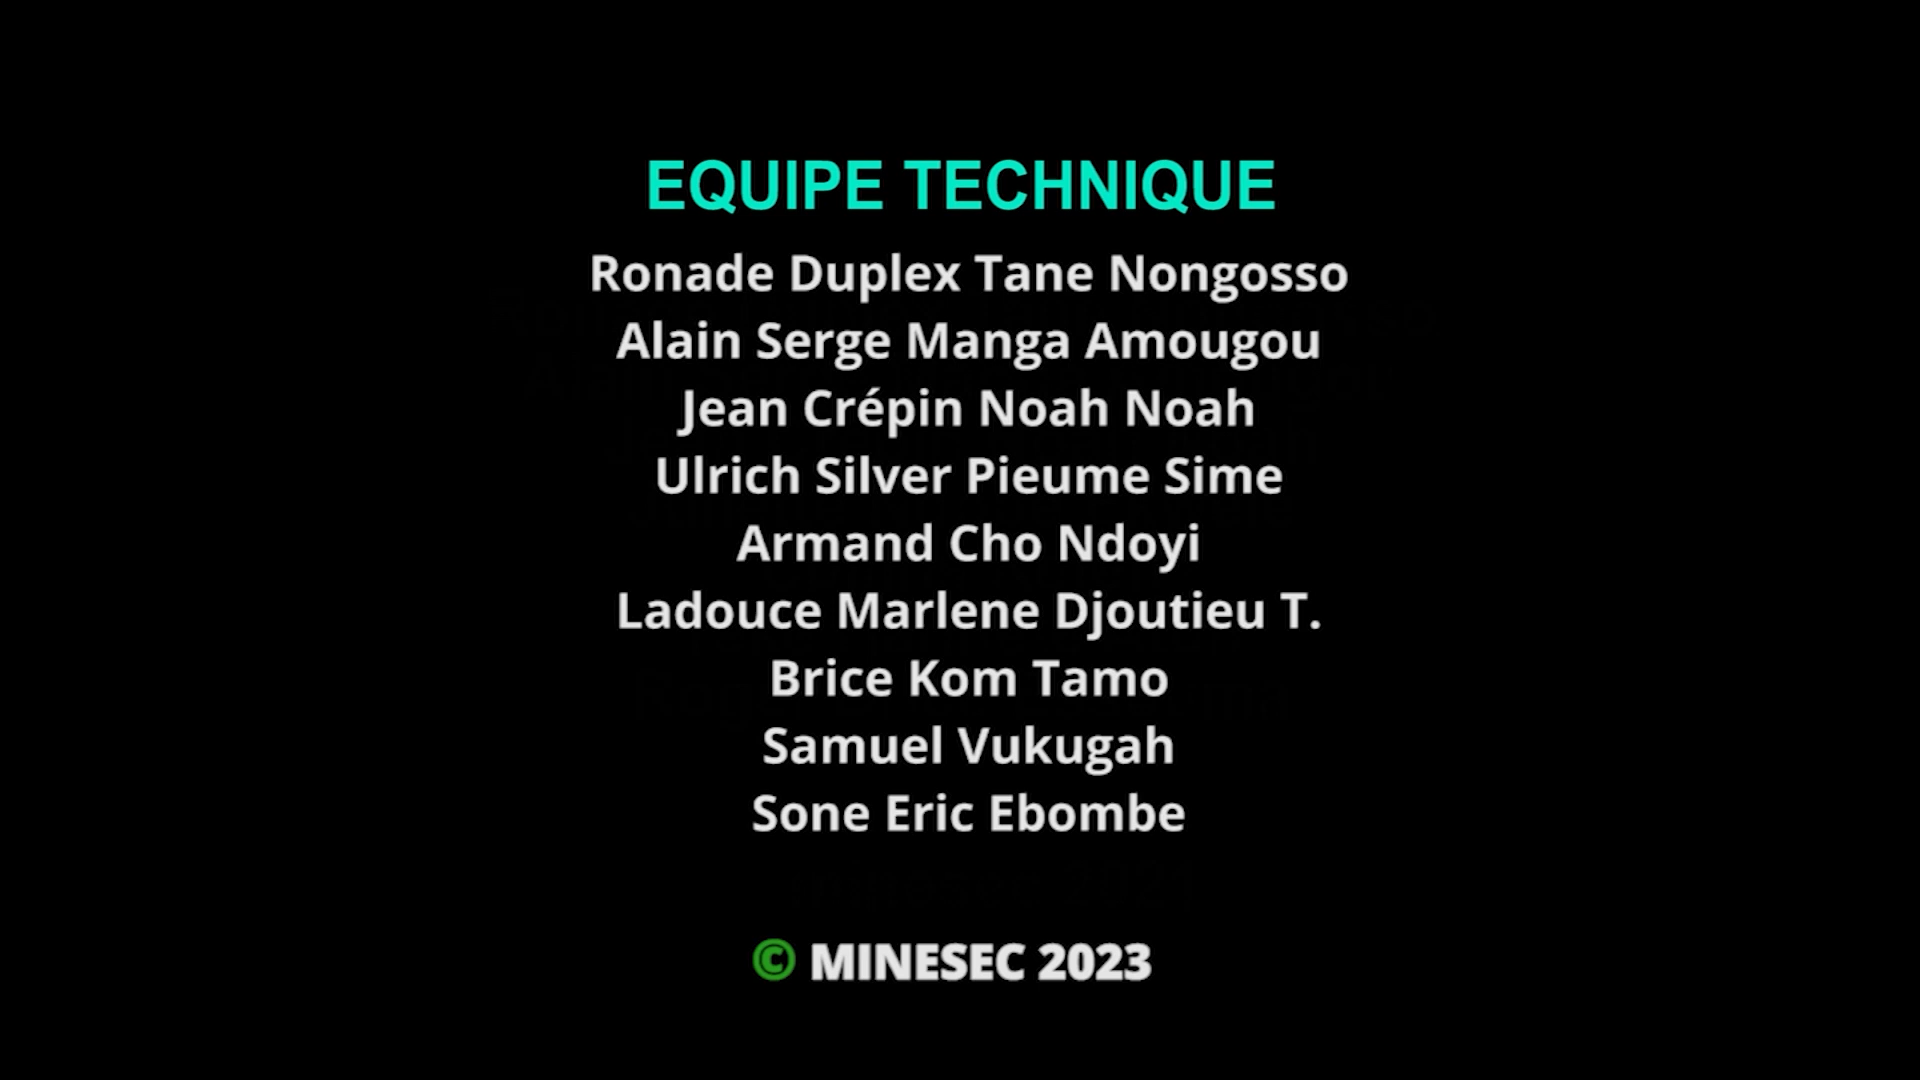 EQUIPE TECHNIQUE
Ronade Duplex Tane Nongosso
Alain Serge Manga Amougou
Jean Crépin Noah Noah
Ulrich Silver Pieume Sime
Armand Cho Ndoyi
Ladouce Marlene Djoutieu T.
Brice Kom Tamo
Samuel Vukugah
Sone Eric Ebombe
© MINESEC 2023